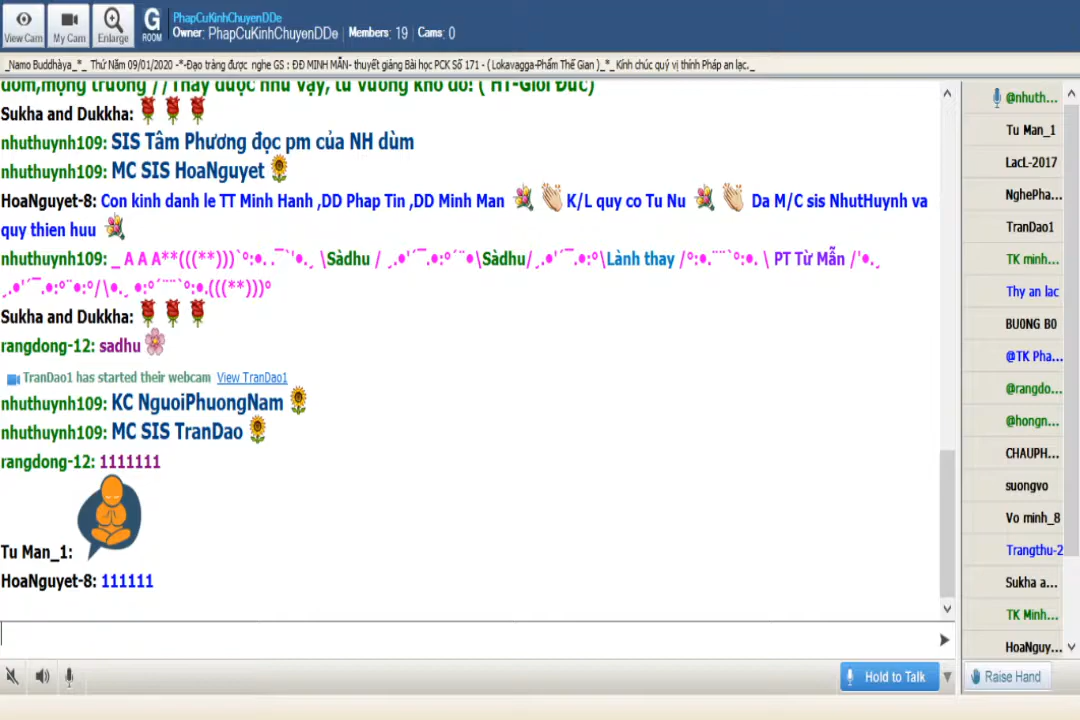 View Cam
My Cam
Enlarge
G
ROOM
PhapCuKinhChuyenDDe
Owner: PhapCuKinhChuyenDDe Members: 19 Cams: 0
_Namo Buddhàya_*_ Thứ Năm 09/01/2020 -*-Đạo tràng được nghe GS : ĐĐ MINH MẪN- thuyết giảng Bài học PCK Số 171 - ( Lokavagga-Phẩm Thế Gian )_*_Kính chúc quý vị thính Pháp an lạc._
Sukha and Dukkha:
nhuthuynh109: SIS Tâm Phương đọc pm của NH dùm
nhuthuynh109: MC SIS HoaNguyet
HoaNguyet-8: Con kinh danh le TT Minh Hanh ,DD Phap Tin ,DD Minh Man K/L quy co Tu Nu Da M/C sis NhutHuynh va
quy thien huu
nhuthuynh109: _ A A A**(((**)))`°:•. .¯`'•.¸ \Sàdhu / ¸.•'´¯.•:°´¨•\Sàdhu/¸.•'´¯.•:°\Lành thay /°:•.¨¨`°:•. \ PT Từ Mẫn /'•.¸
¸.•'´¯.•:°¨•:°/\•.¸ •:°´¨¨`°:•.(((**)))°
Sukha and Dukkha:
rangdong-12: sadhu
TranDao1 has started their webcam View TranDao1
nhuthuynh109: KC NguoiPhuongNam
nhuthuynh109: MC SIS TranDao
rangdong-12: 1111111
Tu Man_1:
HoaNguyet-8: 111111
Hold to Talk
@nhuth...
Tu Man_1
LacL-2017
NghePha...
TranDao1
TK minh...
Thy an lac
BU0NG B0
@TK Pha...
@rangdo...
@hongn...
CHAUPH...
suongvo
Vo minh_8
Trangthu-2
Sukha a...
TK Minh...
HoaNguy...
Raise Hand